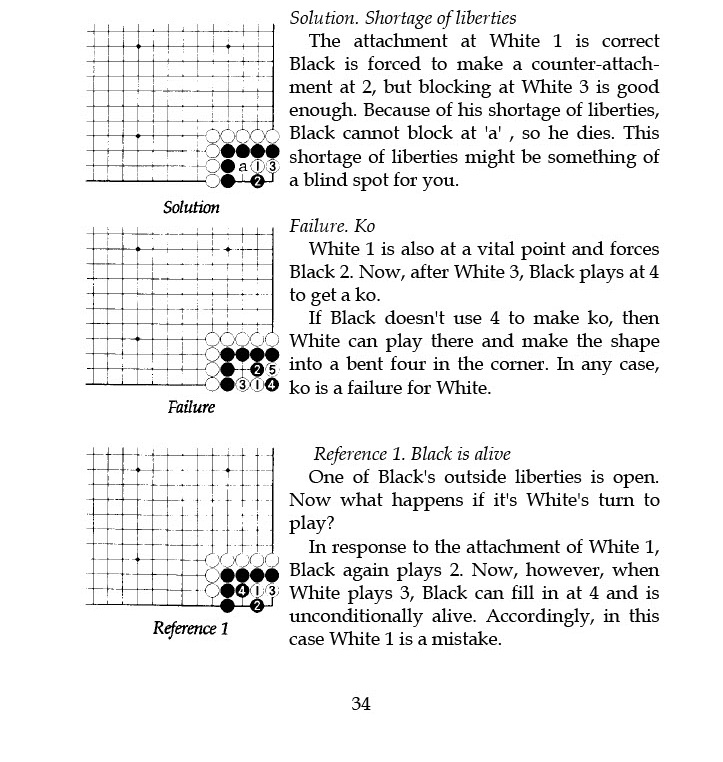 Solution. Shortage of liberties
The attachment at White 1 is correct
Black is forced to make a counter-attach-
ment at 2, but blocking at White 3 is good
enough. Because of his shortage of liberties,
Black cannot block at 'a' , so he dies. This
shortage of liberties might be something of
a blind spot for you.
a 1 3
2
Solution
Failure. Ko
White 1 is also at a vital point and forces
Black 2. Now, after White 3, Black plays at 4
to get a ko.
If Black doesn't use 4 to make ko, then
White can play there and make the shape
into a bent four in the corner. In any case,
ko is a failure for White.
2 5
3 1 4
Failure
Reference 1. Black is alive
One of Black's outside liberties is open.
Now what happens if it's White's turn to
play?
In response to the attachment of White 1,
Black again plays 2. Now, however, when
White plays 3, Black can fill in at 4 and is
unconditionally alive. Accordingly, in this
case White 1 is a mistake.
4 1 3
2
Reference 1
34